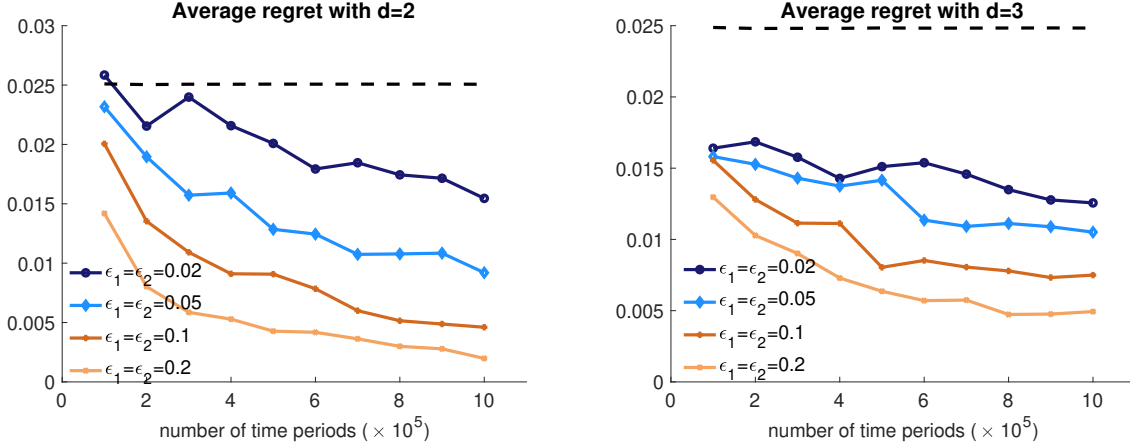 Average regret with d=2
0.03
0.025
0.02
0.015
0.01
0.005
0
ϵ1=ϵ2=0.02
ϵ1=ϵ2=0.05
ϵ1=ϵ2=0.1
ϵ1=ϵ2=0.2
0 2 4 6 8 10
number of time periods (× 10^5)
Average regret with d=3
0.025
0.02
0.015
0.01
0.005
0
ϵ1=ϵ2=0.02
ϵ1=ϵ2=0.05
ϵ1=ϵ2=0.1
ϵ1=ϵ2=0.2
0 2 4 6 8 10
number of time periods (× 10^5)